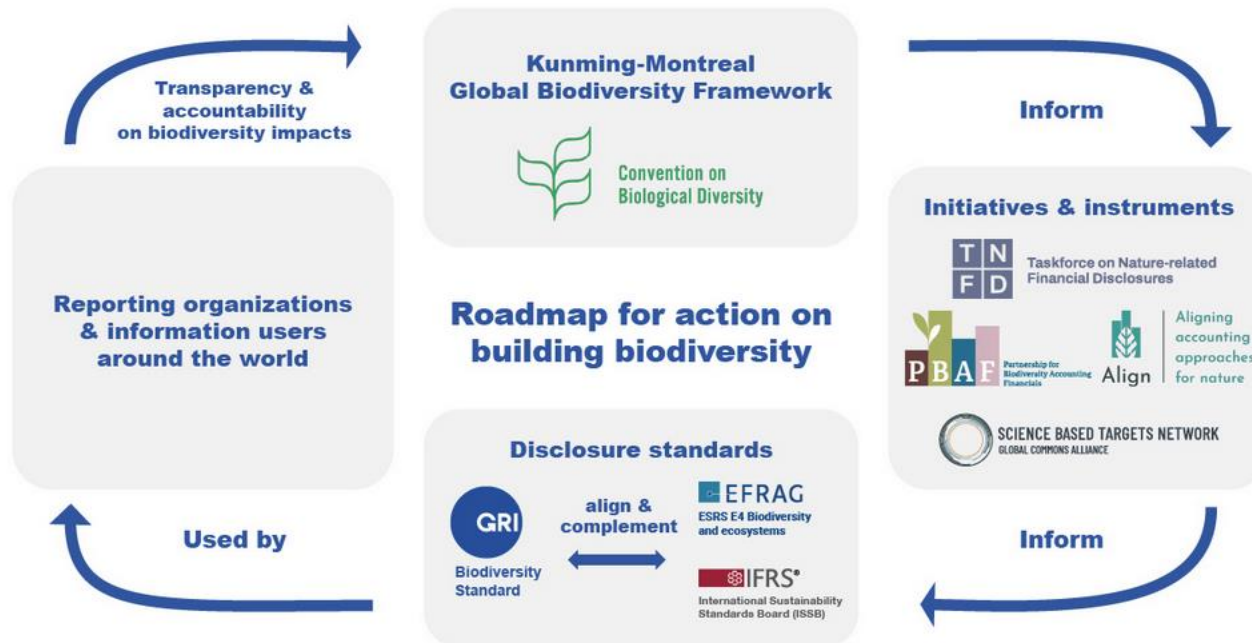 Transparency &
accountability
on biodiversity impacts
Kunming-Montreal
Global Biodiversity Framework
Convention on
Biological Diversity
Inform
Initiatives & instruments
TN
FD
Taskforce on Nature-related
Financial Disclosures
PBAF
Partnership for
Biodiversity Accounting
Financials
Align
Aligning
accounting
approaches
for nature
SCIENCE BASED TARGETS NETWORK
GLOBAL COMMONS ALLIANCE
Reporting organizations
& information users
around the world
Roadmap for action on
building biodiversity
Disclosure standards
GRI
Biodiversity
Standard
align &
complement
EFRAG
ESRS E4 Biodiversity
and ecosystems
IFRS®
International Sustainability
Standards Board (ISSB)
Used by
Inform